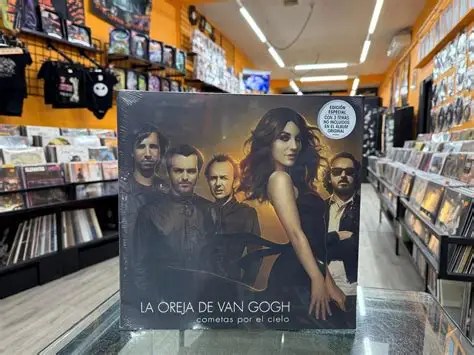 EDICIÓN
ESPECIAL
CON 3 TEMAS
NO INCLUIDOS
EN EL ÁLBUM
ORIGINAL
LA OREJA DE VAN GOGH
cometas por el cielo